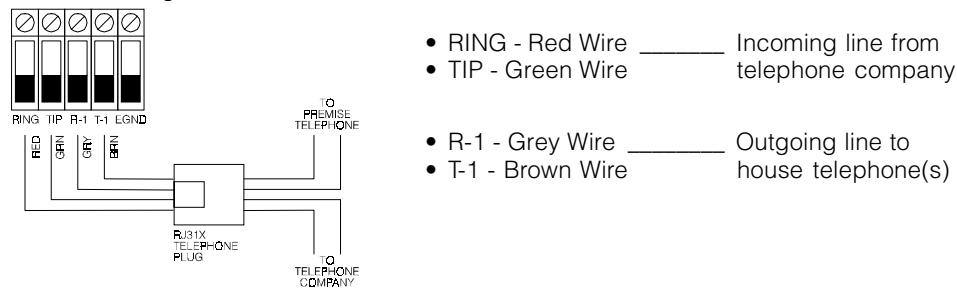 RING TIP R-1 T-1 EGND
RED GRN GRY BRN
TO
PREMISE
TELEPHONE
RJ31X
TELEPHONE
PLUG
TO
TELEPHONE
COMPANY
• RING - Red Wire _______ Incoming line from
• TIP - Green Wire telephone company
• R-1 - Grey Wire ________ Outgoing line to
• T-1 - Brown Wire house telephone(s)